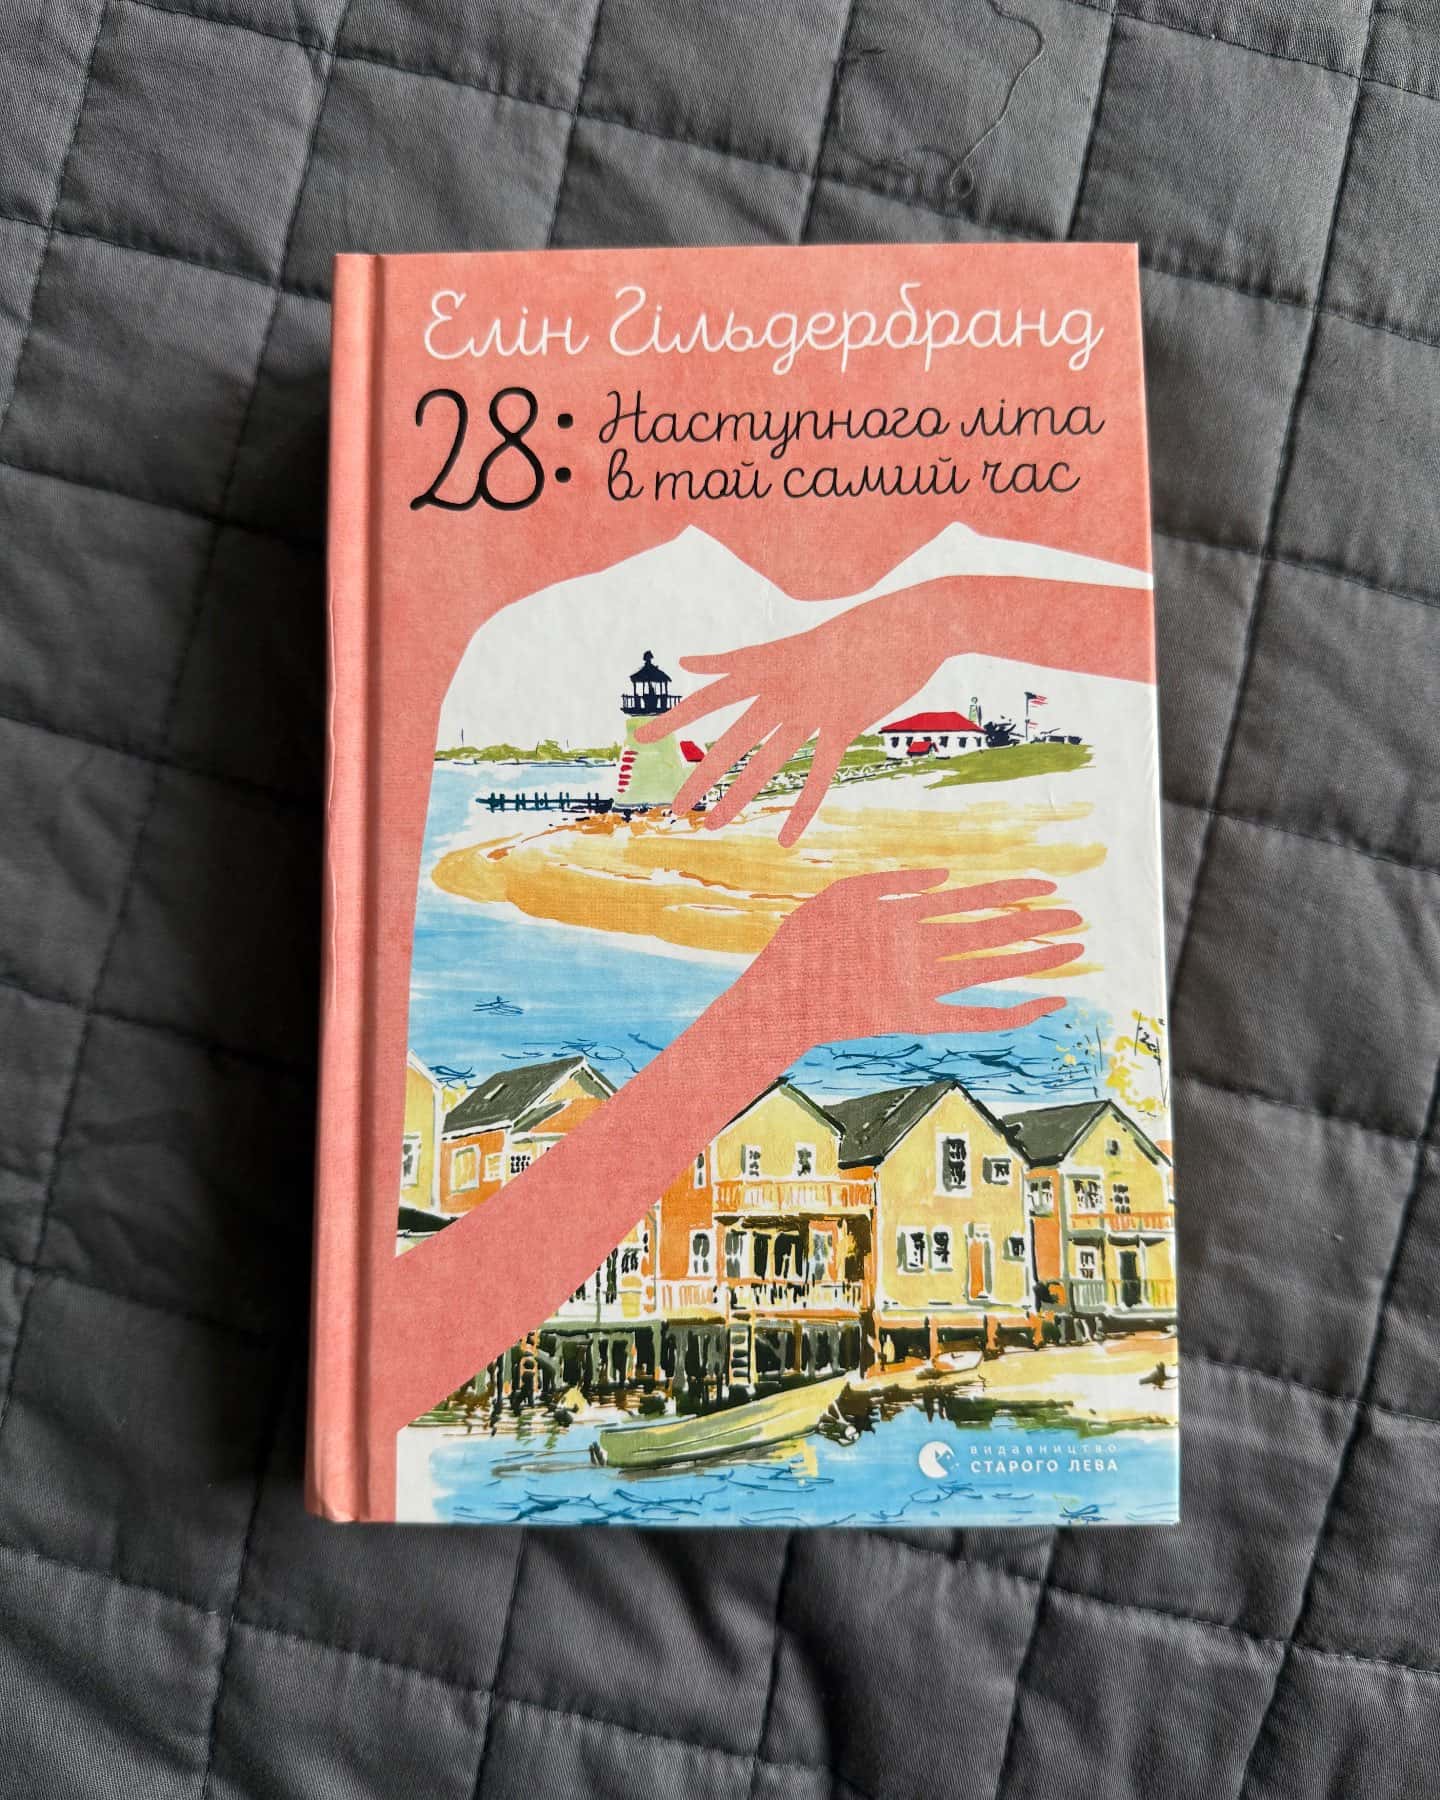 Елін Гільдербранд
28: Наступного літа
в той самий час
видавництво
СТАРОГО ЛЕВА